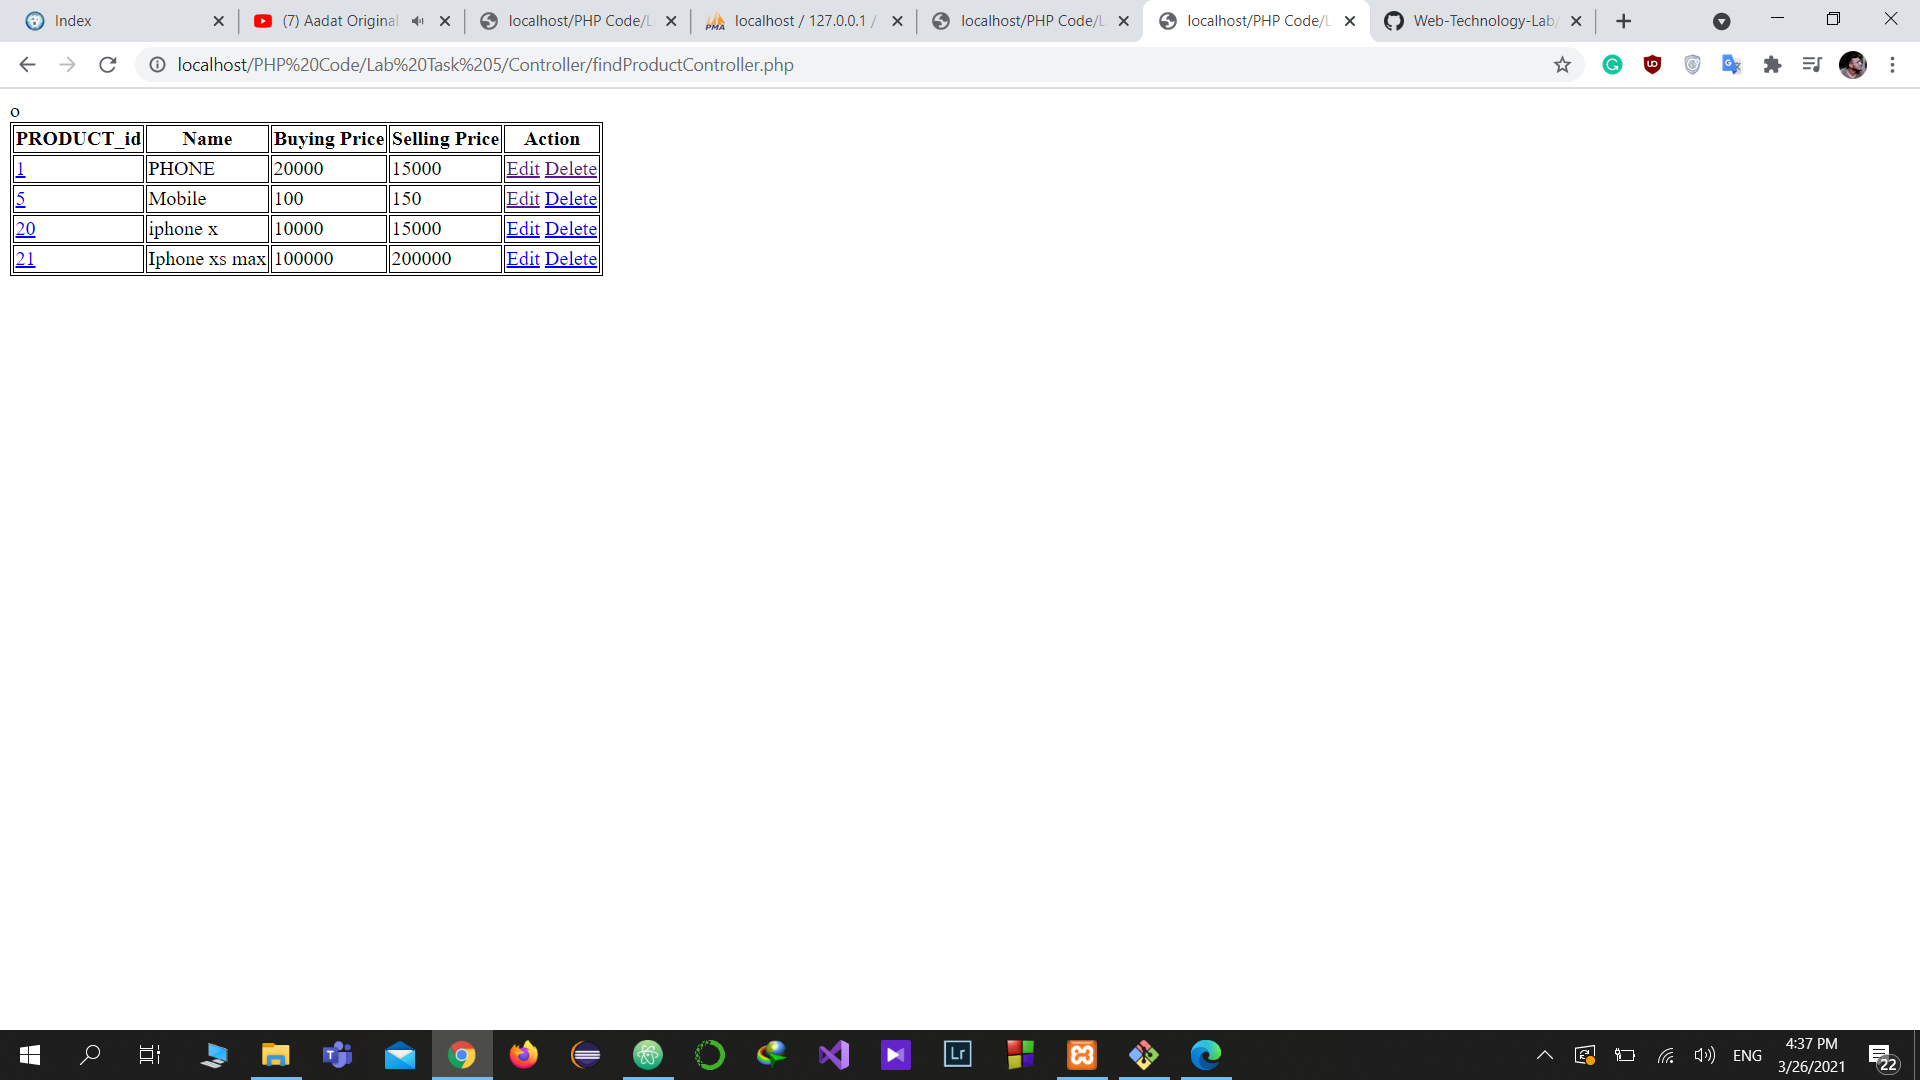 Index
(7) Aadat Original
localhost/PHP Code/L
localhost / 127.0.0.1 /
localhost/PHP Code/L
localhost/PHP Code/L
Web-Technology-Lab/
localhost/PHP%20Code/Lab%20Task%205/Controller/findProductController.php
o
PRODUCT_id Name Buying Price Selling Price Action
1 PHONE 20000 15000 Edit Delete
5 Mobile 100 150 Edit Delete
20 iphone x 10000 15000 Edit Delete
21 Iphone xs max 100000 200000 Edit Delete
Lr
ENG
4:37 PM
3/26/2021
22